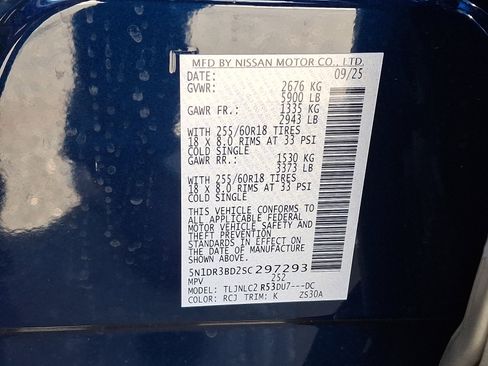 MFD BY NISSAN MOTOR CO., LTD.
DATE: 09/25
GVWR: 2676 KG
5900 LB
GAWR FR.: 1335 KG
2943 LB
WITH 255/60R18 TIRES
18 X 8.0 RIMS AT 33 PSI
COLD SINGLE
GAWR RR.: 1530 KG
3373 LB
WITH 255/60R18 TIRES
18 X 8.0 RIMS AT 33 PSI
COLD SINGLE
THIS VEHICLE CONFORMS TO
ALL APPLICABLE FEDERAL
MOTOR VEHICLE SAFETY AND
THEFT PREVENTION
STANDARDS IN EFFECT ON THE
DATE OF MANUFACTURE
SHOWN ABOVE.
5N1DR3BD2SC297293
MPV 252
MODEL: TLJNLC2 R53DU7---DC
COLOR: RCJ TRIM: K ZS30A